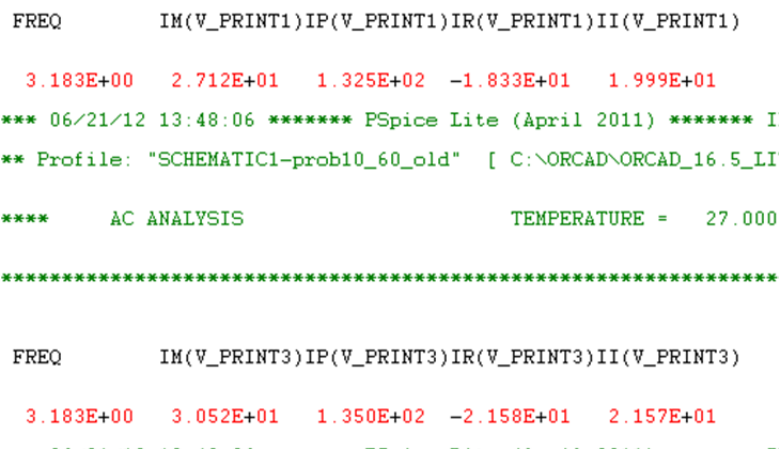 FREQ IM(V_PRINT1)IP(V_PRINT1)IR(V_PRINT1)II(V_PRINT1)
3.183E+00 2.712E+01 1.325E+02 -1.833E+01 1.999E+01
*** 06/21/12 13:48:06 ******* PSpice Lite (April 2011) *******
** Profile: "SCHEMATIC1-prob10_60_old" [ C:\ORCAD\ORCAD_16.5_LI
**** AC ANALYSIS TEMPERATURE = 27.000
****************************************************************
FREQ IM(V_PRINT3)IP(V_PRINT3)IR(V_PRINT3)II(V_PRINT3)
3.183E+00 3.052E+01 1.350E+02 -2.158E+01 2.157E+01